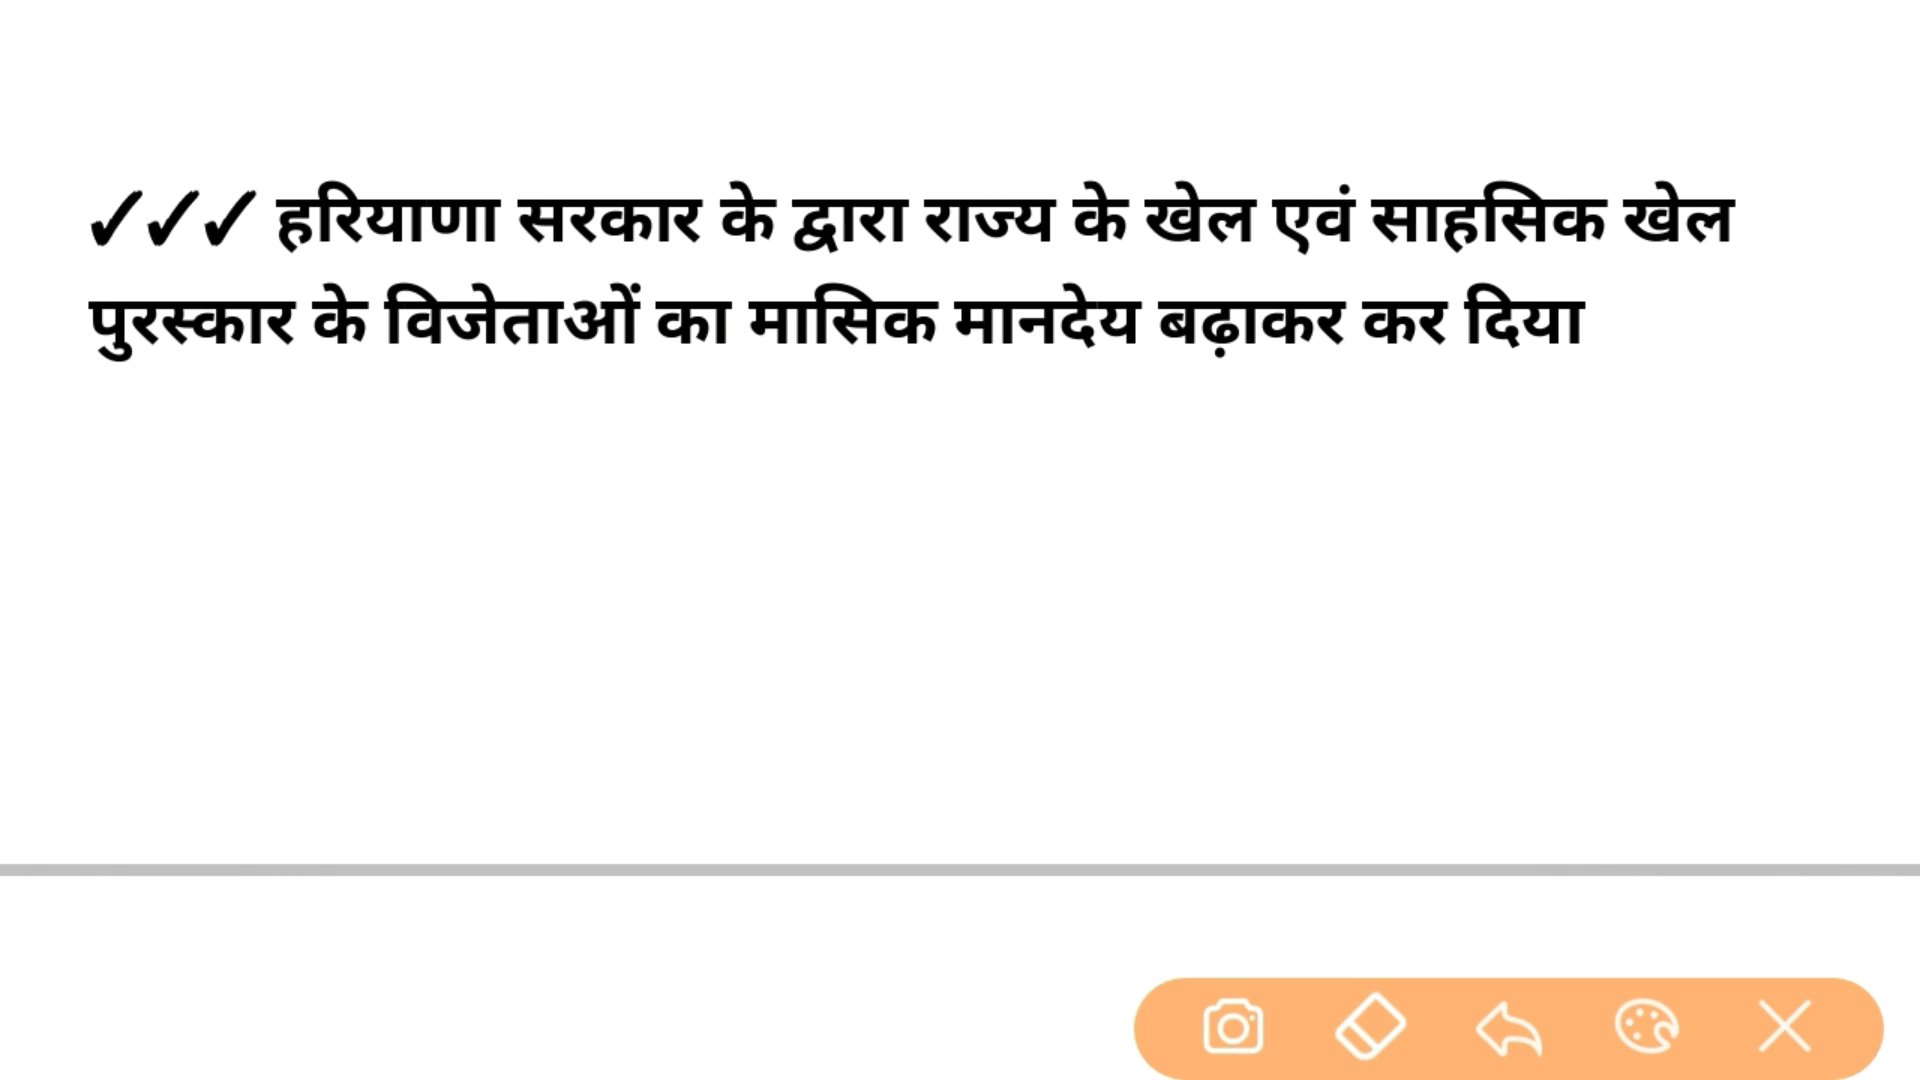 ✓✓✓ हरियाणा सरकार के द्वारा राज्य के खेल एवं साहसिक खेल
पुरस्कार के विजेताओं का मासिक मानदेय बढ़ाकर कर दिया